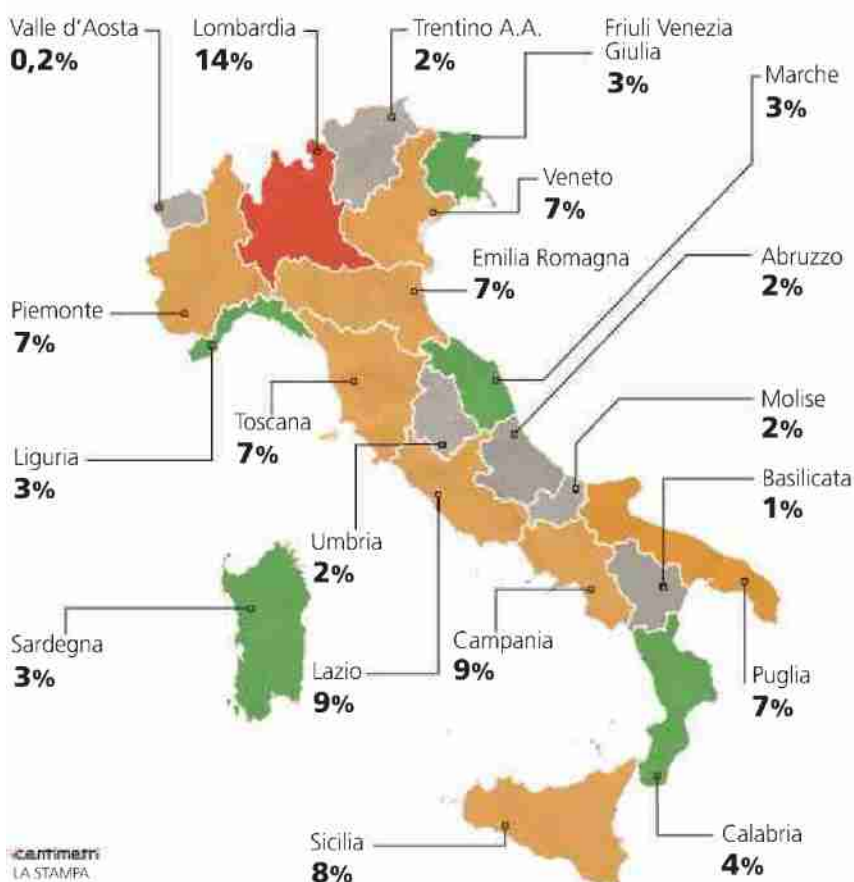 Valle d'Aosta
0,2%
Lombardia
14%
Trentino A.A.
2%
Friuli Venezia
Giulia
3%
Marche
3%
Veneto
7%
Emilia Romagna
7%
Abruzzo
2%
Piemonte
7%
Toscana
7%
Molise
2%
Liguria
3%
Basilicata
1%
Umbria
2%
Sardegna
3%
Lazio
9%
Campania
9%
Puglia
7%
Sicilia
8%
Calabria
4%
centimetri
LA STAMPA